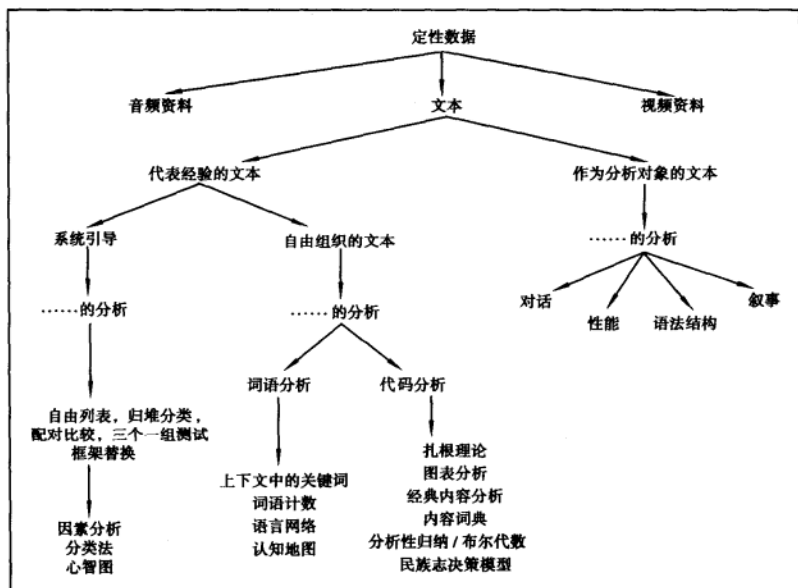 定性数据
音频资料
文本
视频资料
代表经验的文本
作为分析对象的文本
系统引导
自由组织的文本
……的分析
对话
性能
语法结构
叙事
……的分析
……的分析
词语分析
代码分析
自由列表，归堆分类，
配对比较，三个一组测试
框架替换
上下文中的关键词
词语计数
语言网络
认知地图
扎根理论
图表分析
经典内容分析
内容词典
分析性归纳 / 布尔代数
民族志决策模型
因素分析
分类法
心智图